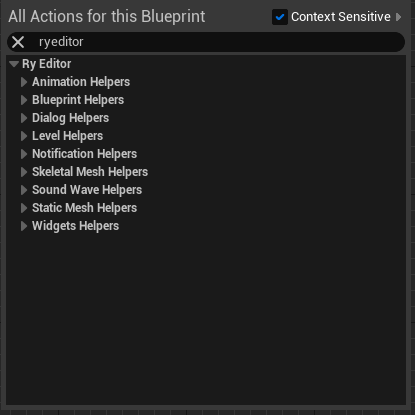 All Actions for this Blueprint Context Sensitive
ryeditor
Ry Editor
Animation Helpers
Blueprint Helpers
Dialog Helpers
Level Helpers
Notification Helpers
Skeletal Mesh Helpers
Sound Wave Helpers
Static Mesh Helpers
Widgets Helpers